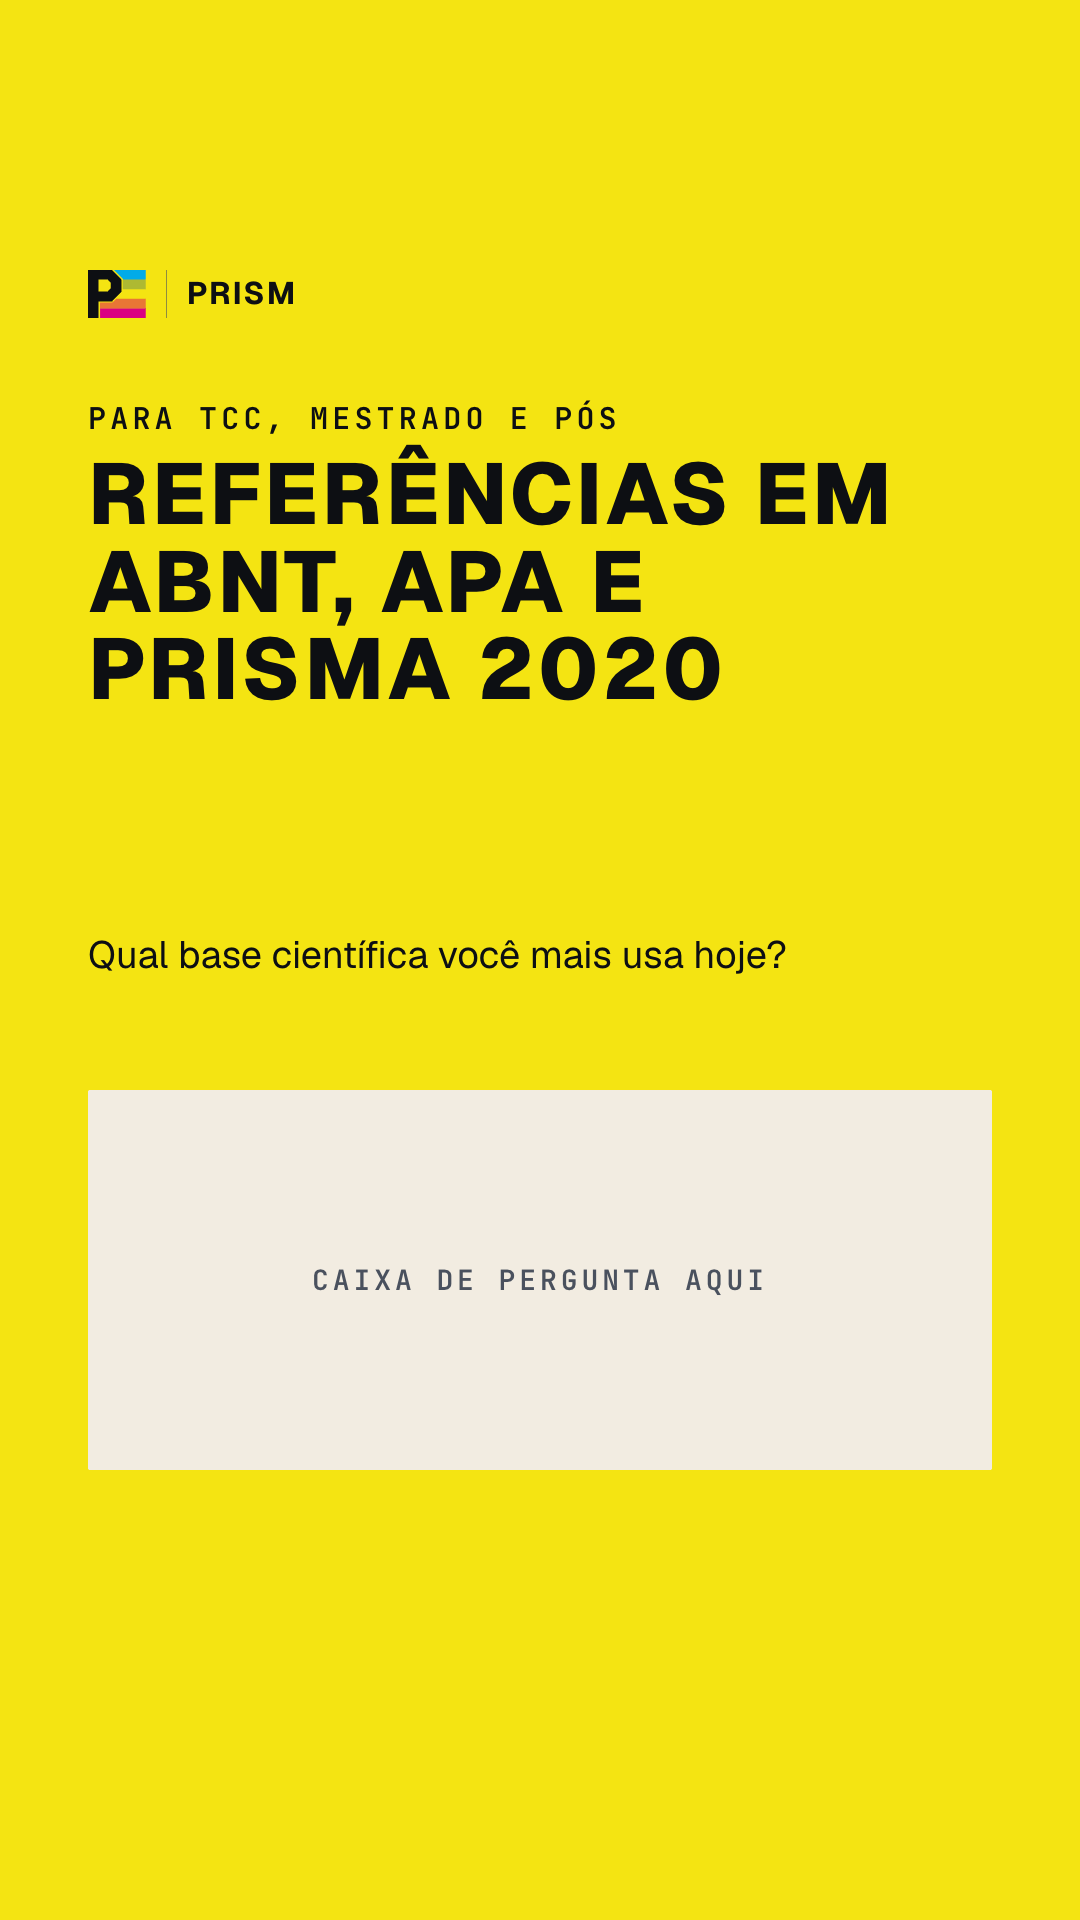 PRISM
PARA TCC, MESTRADO E PÓS
REFERÊNCIAS EM
ABNT, APA E
PRISMA 2020
Qual base científica você mais usa hoje?
CAIXA DE PERGUNTA AQUI